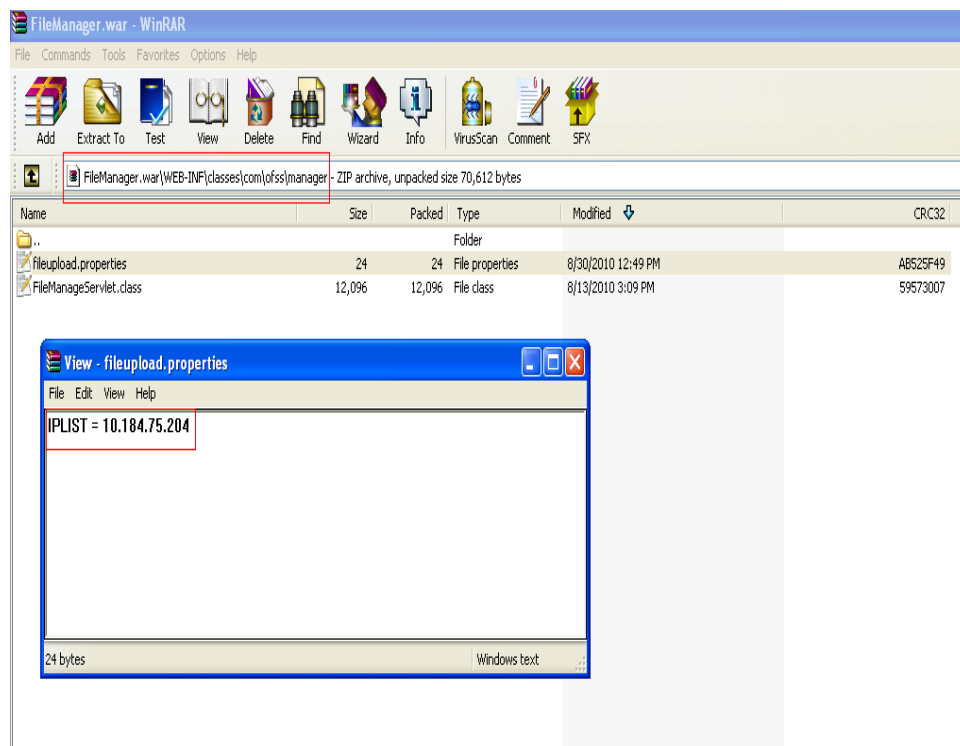 FileManager.war - WinRAR
File Commands Tools Favorites Options Help
Add Extract To Test View Delete Find Wizard Info VirusScan Comment SFX
FileManager.war\WEB-INF\classes\com\ofss\manager - ZIP archive, unpacked size 70,612 bytes
Name Size Packed Type Modified CRC32
.. Folder
fileupload.properties 24 24 File properties 8/30/2010 12:49 PM AB525F49
FileManageServlet.class 12,096 12,096 File class 8/13/2010 3:09 PM 59573007
View - fileupload.properties
File Edit View Help
IPLIST = 10.184.75.204
24 bytes Windows text